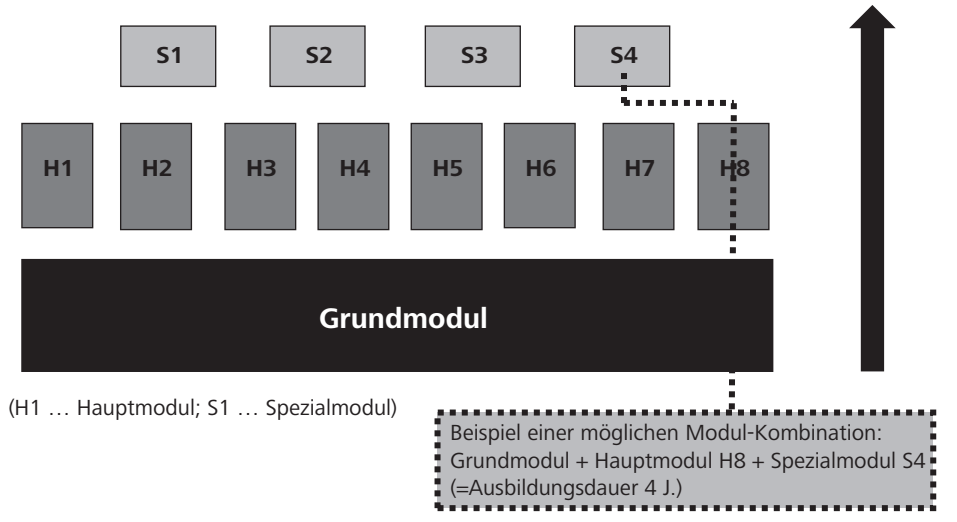 S1 S2 S3 S4
H1 H2 H3 H4 H5 H6 H7 H8
Grundmodul
(H1 … Hauptmodul; S1 … Spezialmodul)
Beispiel einer möglichen Modul-Kombination:
Grundmodul + Hauptmodul H8 + Spezialmodul S4
(=Ausbildungsdauer 4 J.)